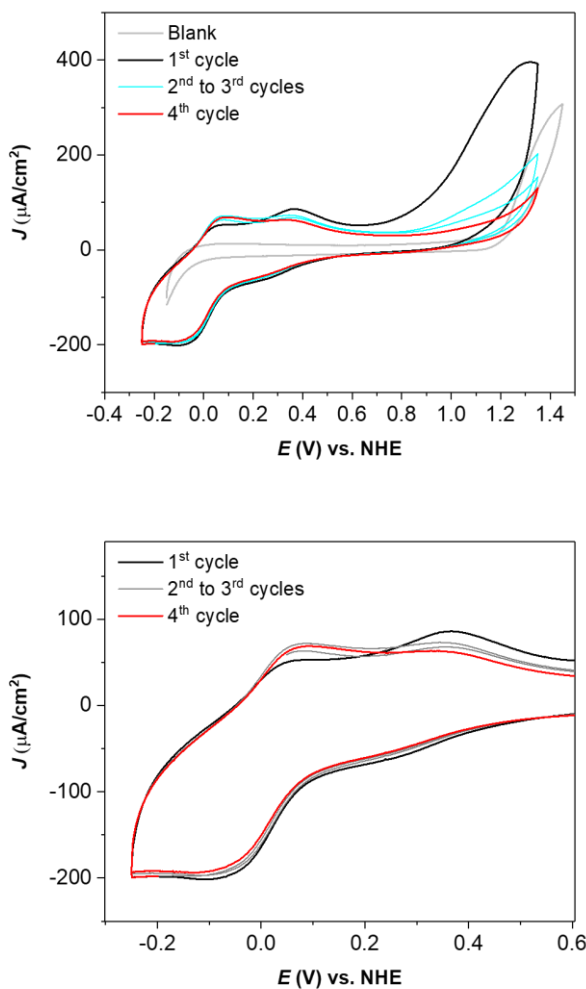 Blank
1st cycle
2nd to 3rd cycles
4th cycle
J (μA/cm2)
400
200
0
-200
-0.4 -0.2 0.0 0.2 0.4 0.6 0.8 1.0 1.2 1.4
E (V) vs. NHE
1st cycle
2nd to 3rd cycles
4th cycle
J (μA/cm2)
100
0
-100
-200
-0.2 0.0 0.2 0.4 0.6
E (V) vs. NHE